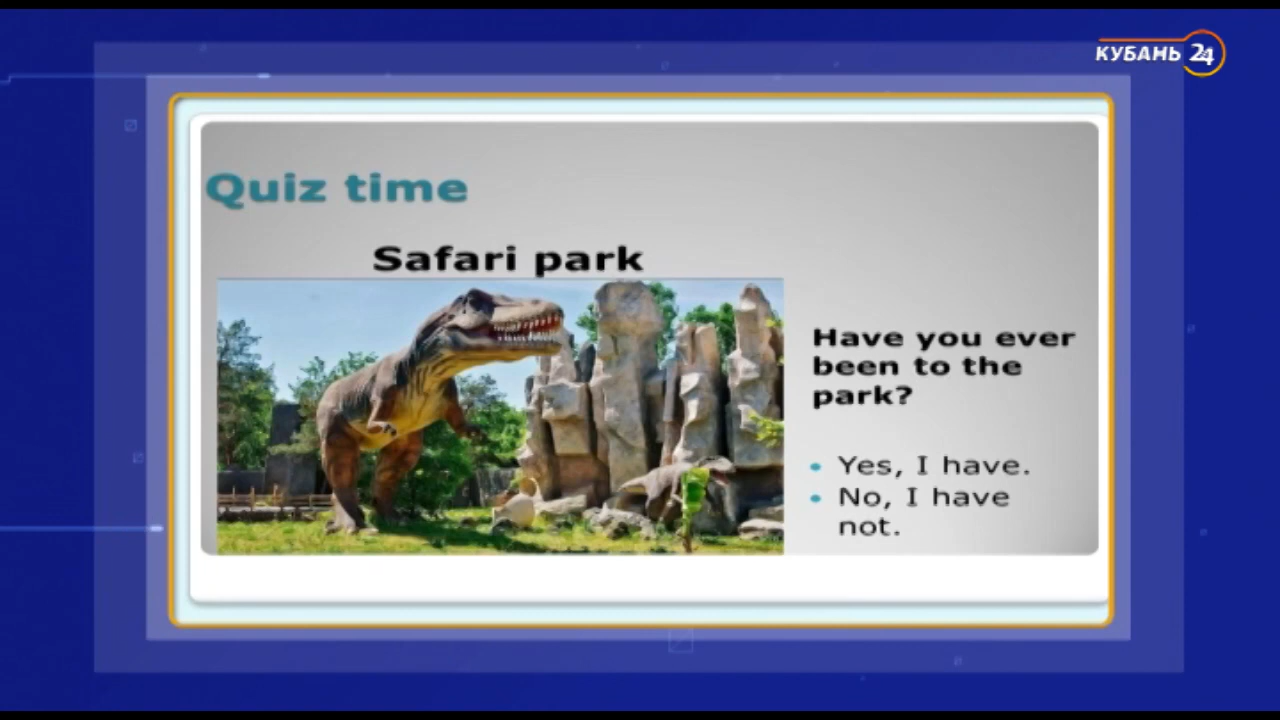 КУБАНЬ 24
Quiz time
Safari park
Have you ever
been to the
park?
• Yes, I have.
• No, I have
not.